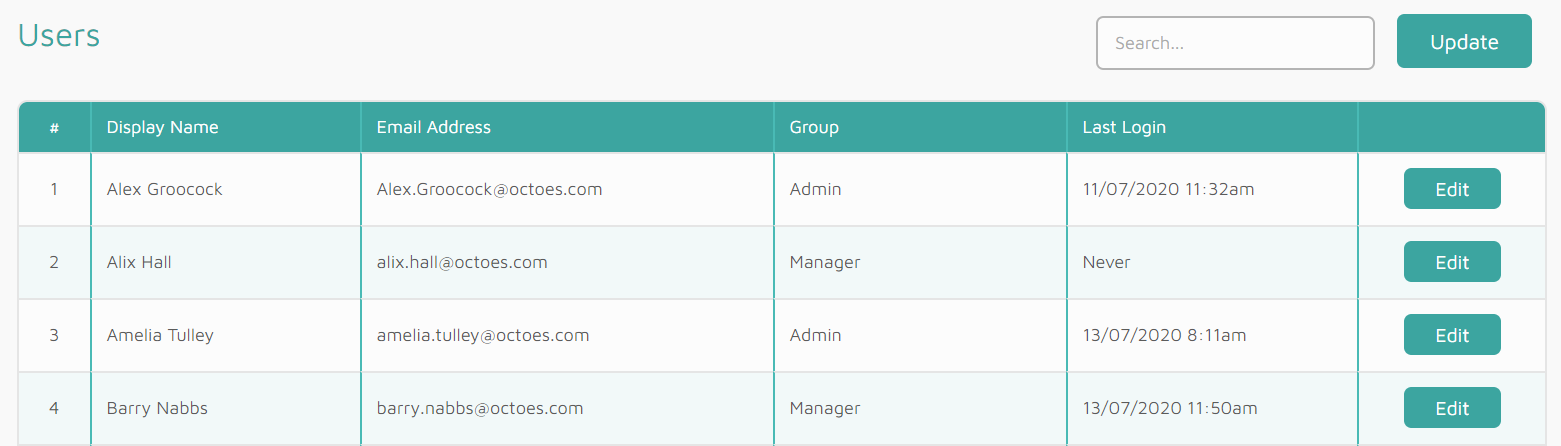 Users
Search...
Update
# Display Name Email Address Group Last Login
1 Alex Groocock Alex.Groocock@octoes.com Admin 11/07/2020 11:32am Edit
2 Alix Hall alix.hall@octoes.com Manager Never Edit
3 Amelia Tulley amelia.tulley@octoes.com Admin 13/07/2020 8:11am Edit
4 Barry Nabbs barry.nabbs@octoes.com Manager 13/07/2020 11:50am Edit